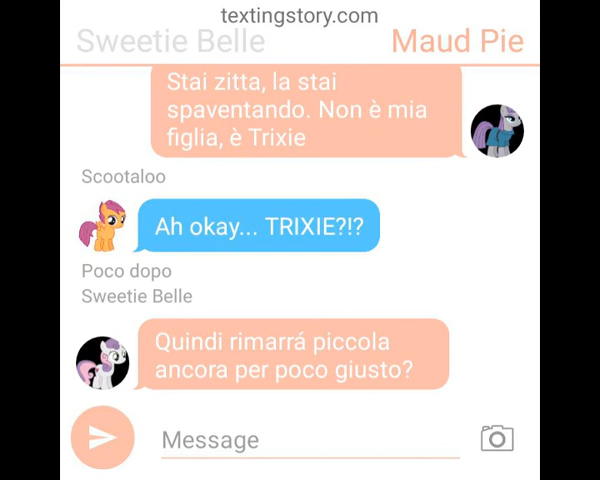 textingstory.com
Sweetie Belle
Maud Pie
Stai zitta, la stai
spaventando. Non è mia
figlia, è Trixie
Scootaloo
Ah okay... TRIXIE?!?
Poco dopo
Sweetie Belle
Quindi rimarrá piccola
ancora per poco giusto?
Message